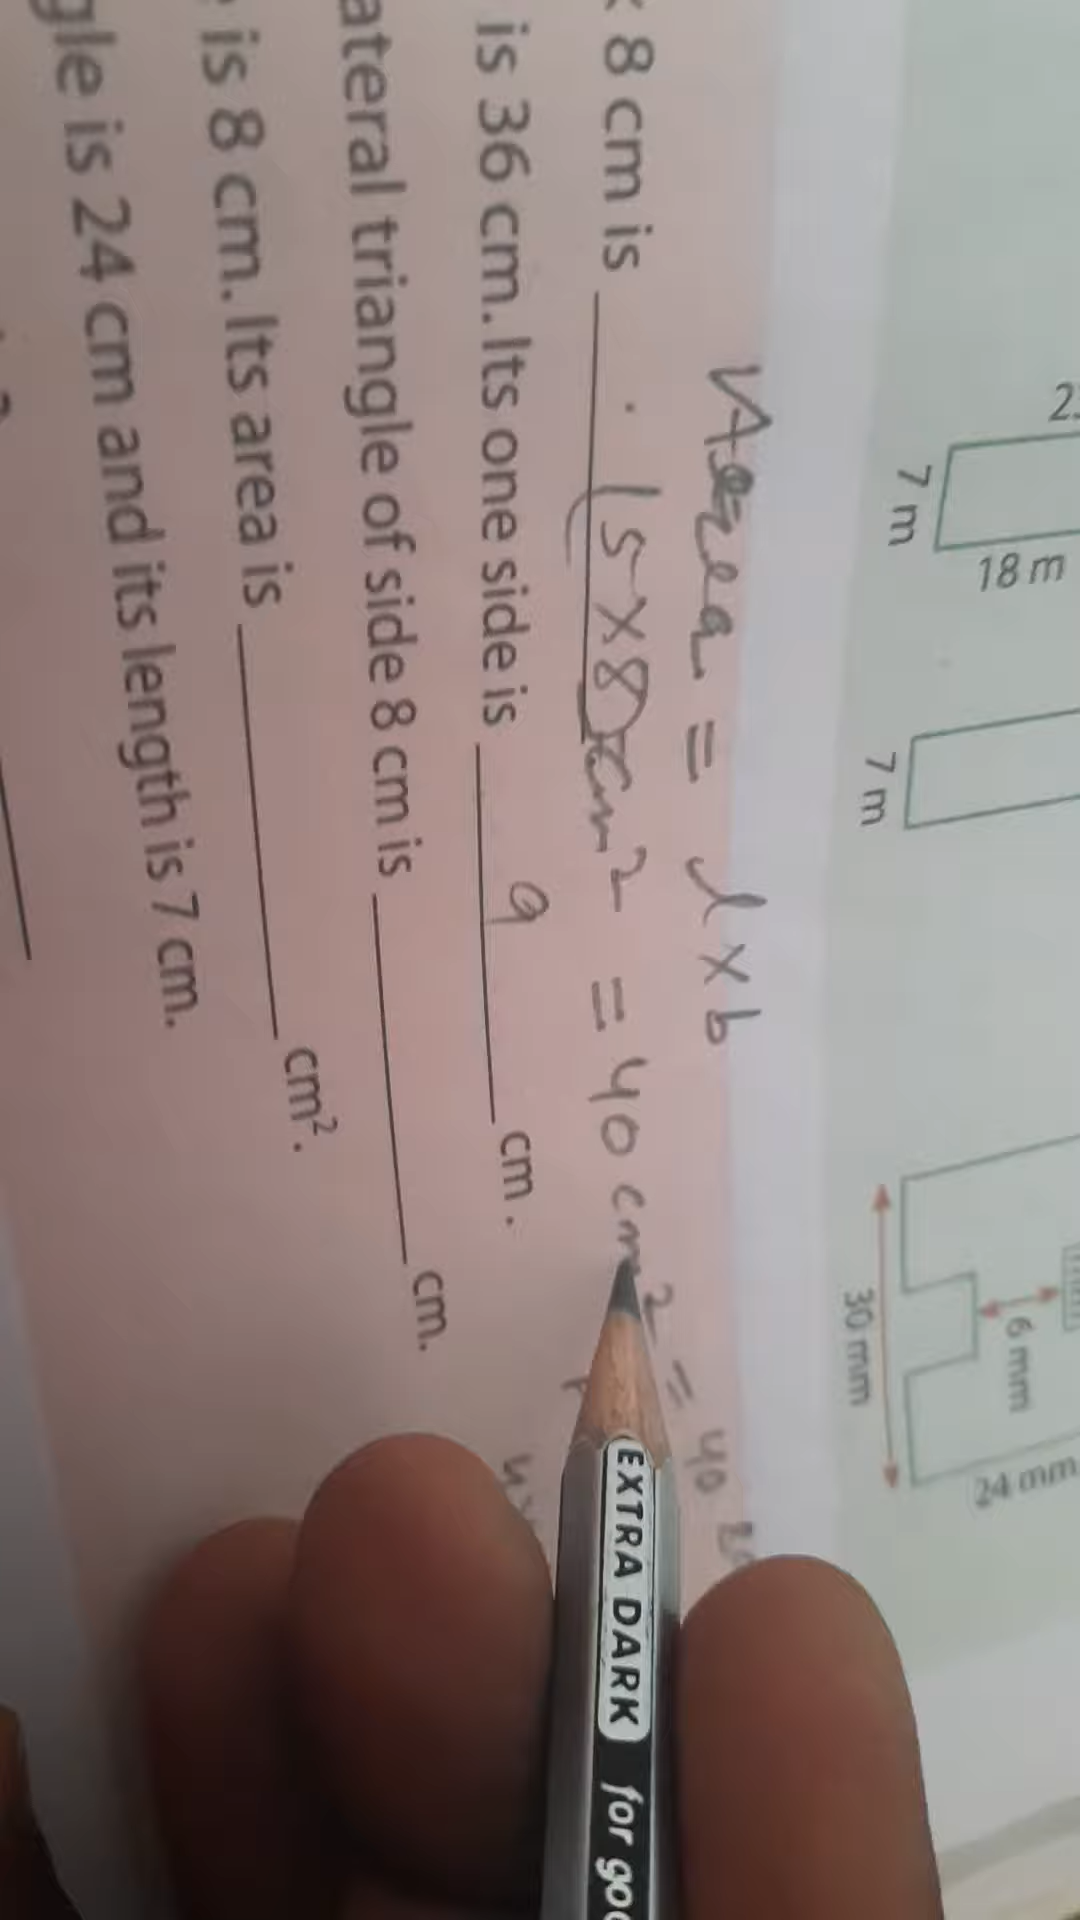 2.
7 m
18 m
7 m
30 mm
6 mm
24 mm
Area = l × b
× 8 cm is
(5 × 8) cm² = 40 cm² = 40
is 36 cm. Its one side is 9 cm.
ateral triangle of side 8 cm is cm.
is 8 cm. Its area is cm².
gle is 24 cm and its length is 7 cm.
EXTRA DARK for goo